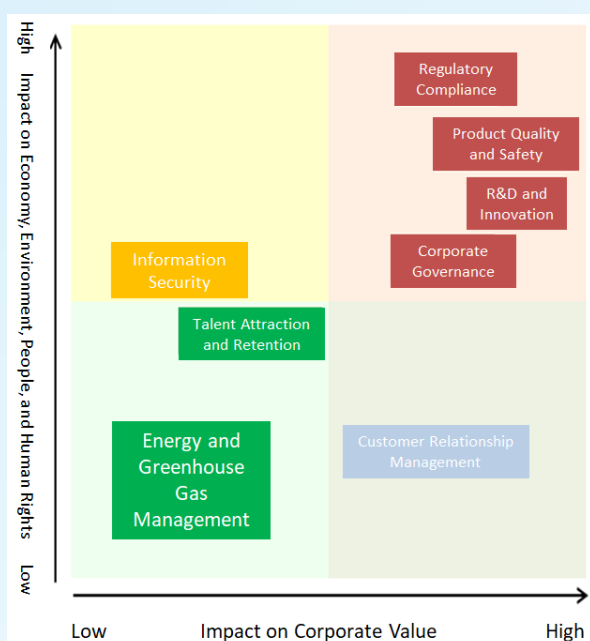 High Impact on Economy, Environment, People, and Human Rights Low
Regulatory
Compliance
Product Quality
and Safety
R&D and
Innovation
Corporate
Governance
Information
Security
Talent Attraction
and Retention
Energy and
Greenhouse
Gas
Management
Customer Relationship
Management
Low Impact on Corporate Value High